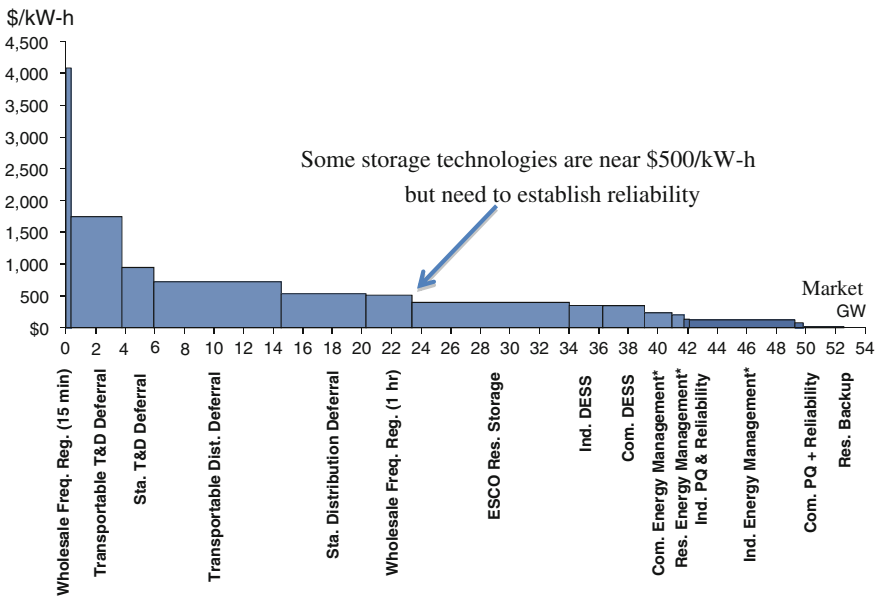 $/kW-h
4,500
4,000
3,500
3,000
2,500
2,000
1,500
1,000
500
$0
Some storage technologies are near $500/kW-h
but need to establish reliability
Market
GW
0 2 4 6 8 10 12 14 16 18 20 22 24 26 28 30 32 34 36 38 40 42 44 46 48 50 52 54
Wholesale Freq. Reg. (15 min)
Transportable T&D Deferral
Sta. T&D Deferral
Transportable Dist. Deferral
Sta. Distribution Deferral
Wholesale Freq. Reg. (1 hr)
ESCO Res. Storage
Ind. DESS
Com. DESS
Com. Energy Management*
Res. Energy Management*
Ind. PQ & Reliability
Ind. Energy Management*
Com. PQ + Reliability
Res. Backup